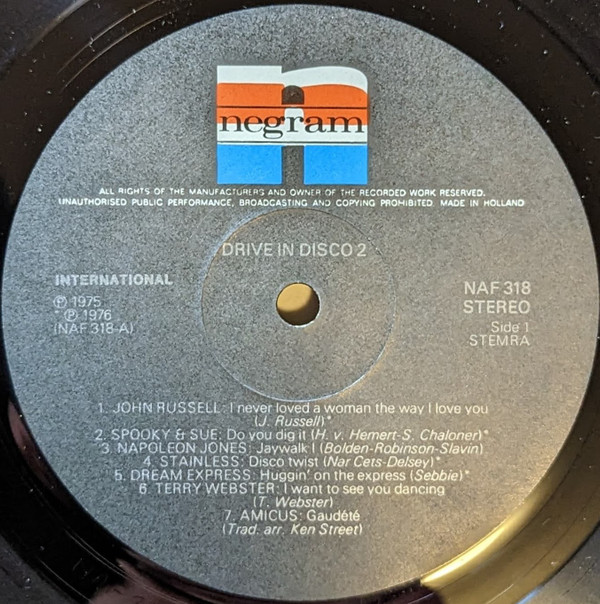 n
negram
ALL RIGHTS OF THE MANUFACTURERS AND OWNER OF THE RECORDED WORK RESERVED.
UNAUTHORISED PUBLIC PERFORMANCE, BROADCASTING AND COPYING PROHIBITED. MADE IN HOLLAND
DRIVE IN DISCO 2
INTERNATIONAL
℗ 1975
* ℗ 1976
(NAF 318-A)
NAF 318
STEREO
Side 1
STEMRA
1. JOHN RUSSELL: I never loved a woman the way I love you
(J. Russell)*
2. SPOOKY & SUE: Do you dig it (H. v. Hemert-S. Chaloner)*
3. NAPOLEON JONES: Jaywalk I (Bolden-Robinson-Slavin)
4. STAINLESS: Disco twist (Nar Cets-Delsey)*
5. DREAM EXPRESS: Huggin' on the express (Sebbie)*
6. TERRY WEBSTER: I want to see you dancing
(T. Webster)
7. AMICUS: Gaudété
(Trad. arr. Ken Street)